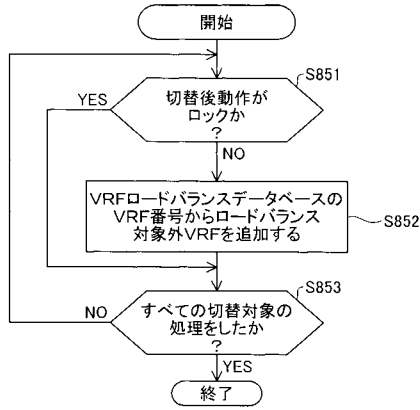 開始
S851
切替後動作が
ロックか
?
YES
NO
VRFロードバランスデータベースの
VRF番号からロードバランス
対象外VRFを追加する
S852
S853
すべての切替対象の
処理をしたか
?
NO
YES
終了